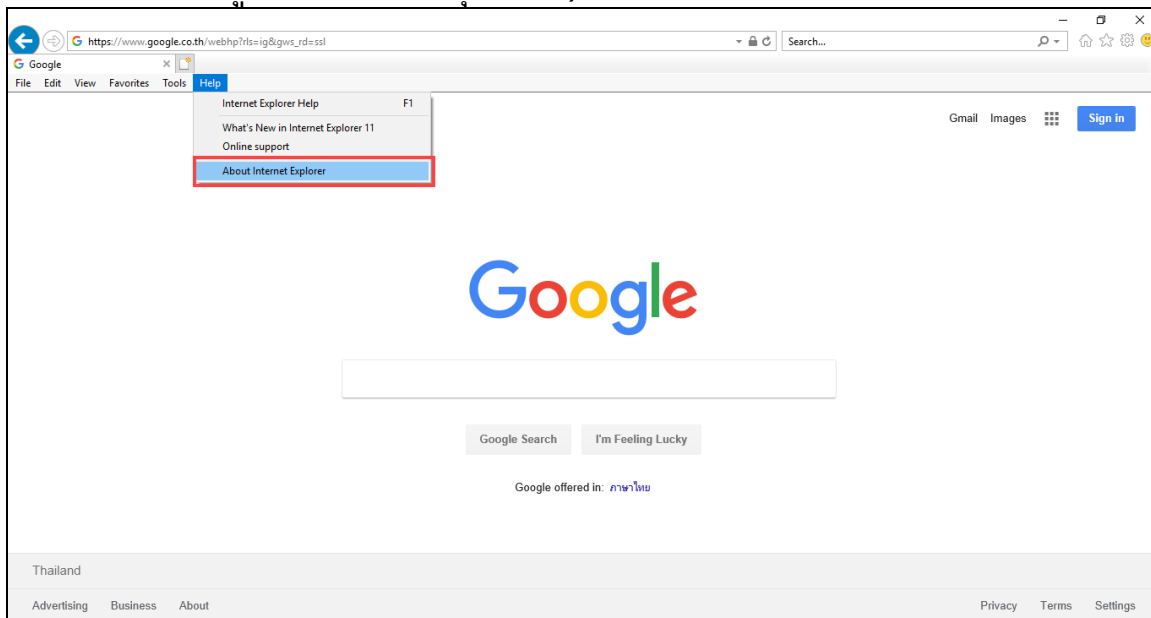 https://www.google.co.th/webhp?rls=ig&gws_rd=ssl
Search...
Google
File Edit View Favorites Tools Help
Internet Explorer Help F1
What's New in Internet Explorer 11
Online support
About Internet Explorer
Gmail Images Sign in
Google
Google Search I'm Feeling Lucky
Google offered in: ภาษาไทย
Thailand
Advertising Business About Privacy Terms Settings